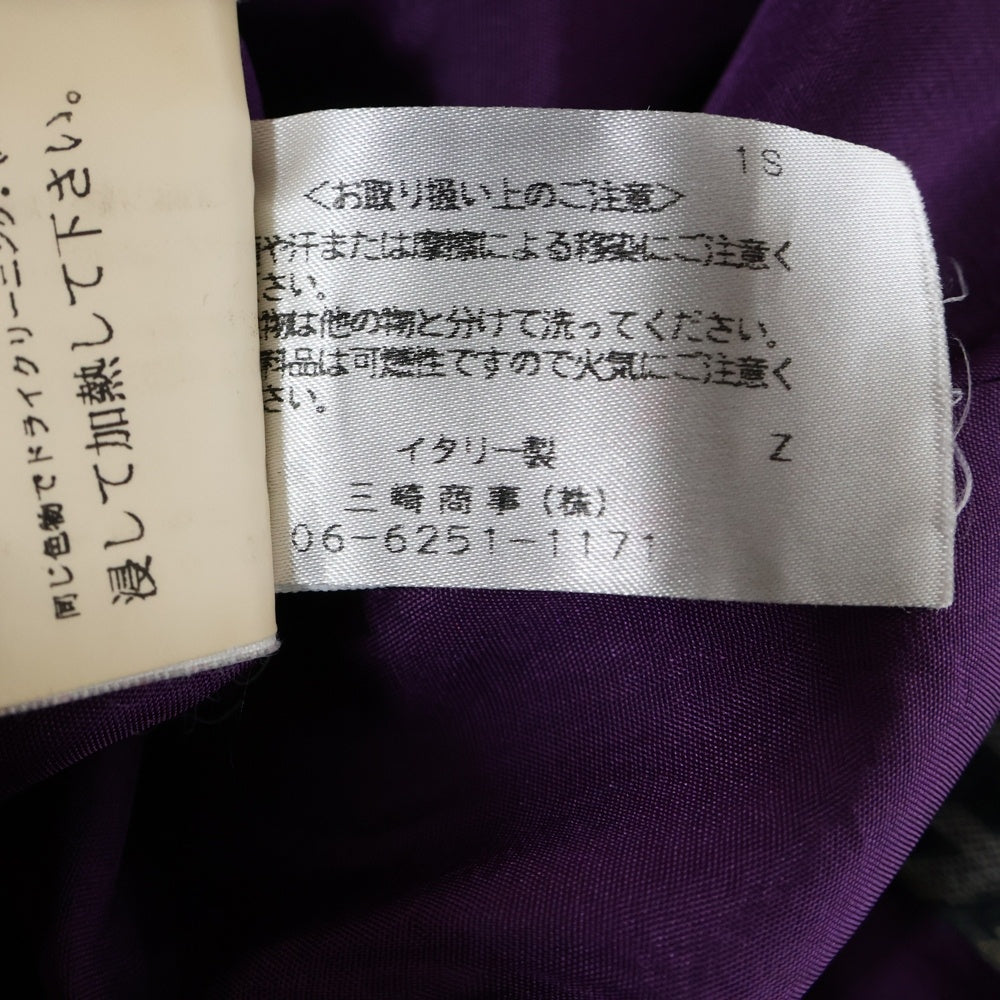 同じ色物でドライクリーニング・
浸して加熱して下さい。
1S
<お取り扱い上のご注意>
や汗または摩擦による移染にご注意く
さい。
物は他の物と分けて洗ってください。
料品は可燃性ですので火気にご注意く
さい。
イタリー製
Z
三崎商事(株)
06-6251-1171